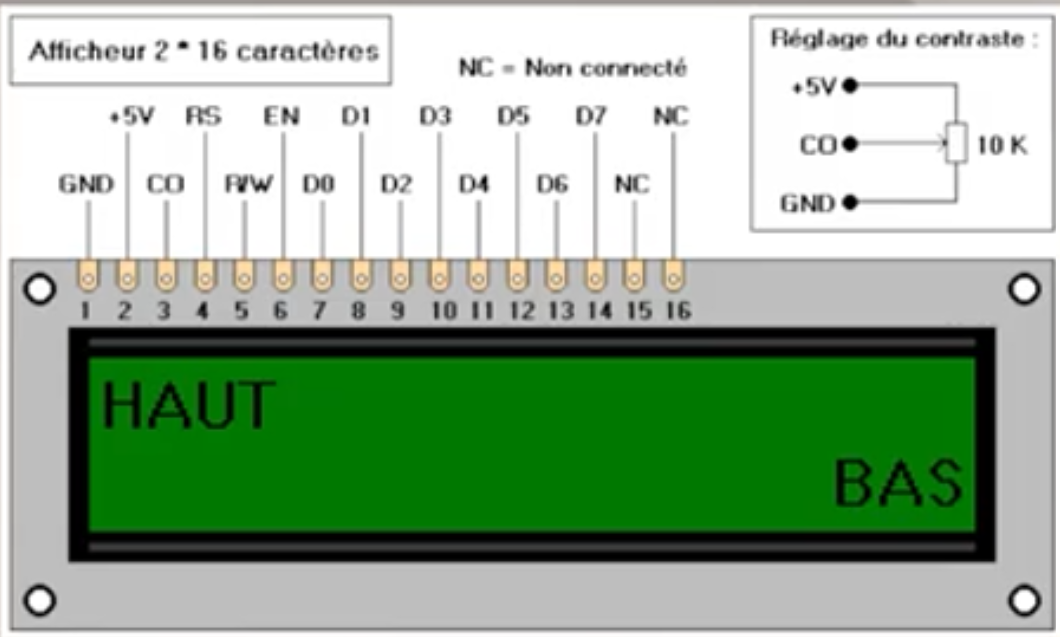 Afficheur 2 * 16 caractères
NC = Non connecté
+5V RS EN D1 D3 D5 D7 NC
GND CO R/W D0 D2 D4 D6 NC
1 2 3 4 5 6 7 8 9 10 11 12 13 14 15 16
Réglage du contraste :
+5V
CO 10 K
GND
HAUT
BAS